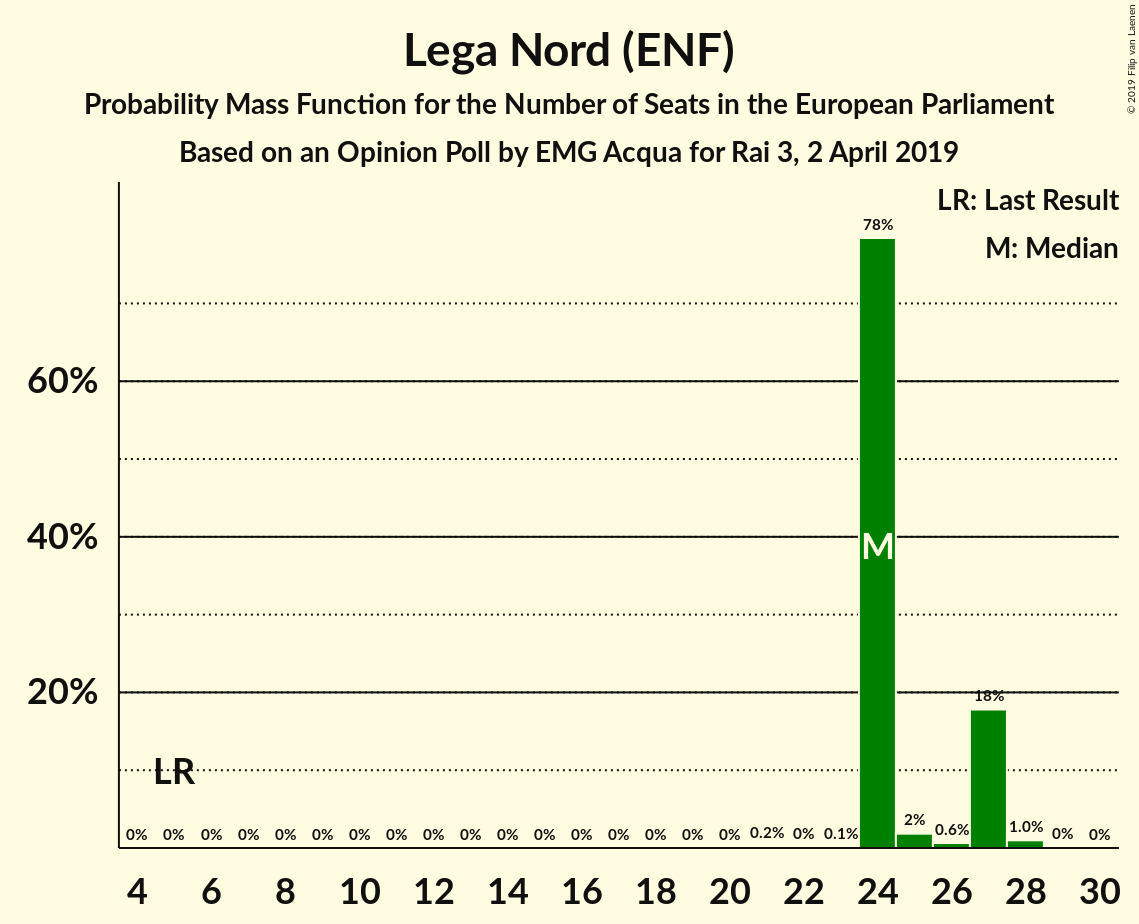 Lega Nord (ENF)
Probability Mass Function for the Number of Seats in the European Parliament
Based on an Opinion Poll by EMG Acqua for Rai 3, 2 April 2019
© 2019 Filip van Laenen
LR: Last Result
M: Median
78%
60%
40%
M
20%
18%
LR
0% 0% 0% 0% 0% 0% 0% 0% 0% 0% 0% 0% 0% 0% 0% 0% 0% 0.2% 0% 0.1% 2% 0.6% 1.0% 0% 0%
4 6 8 10 12 14 16 18 20 22 24 26 28 30